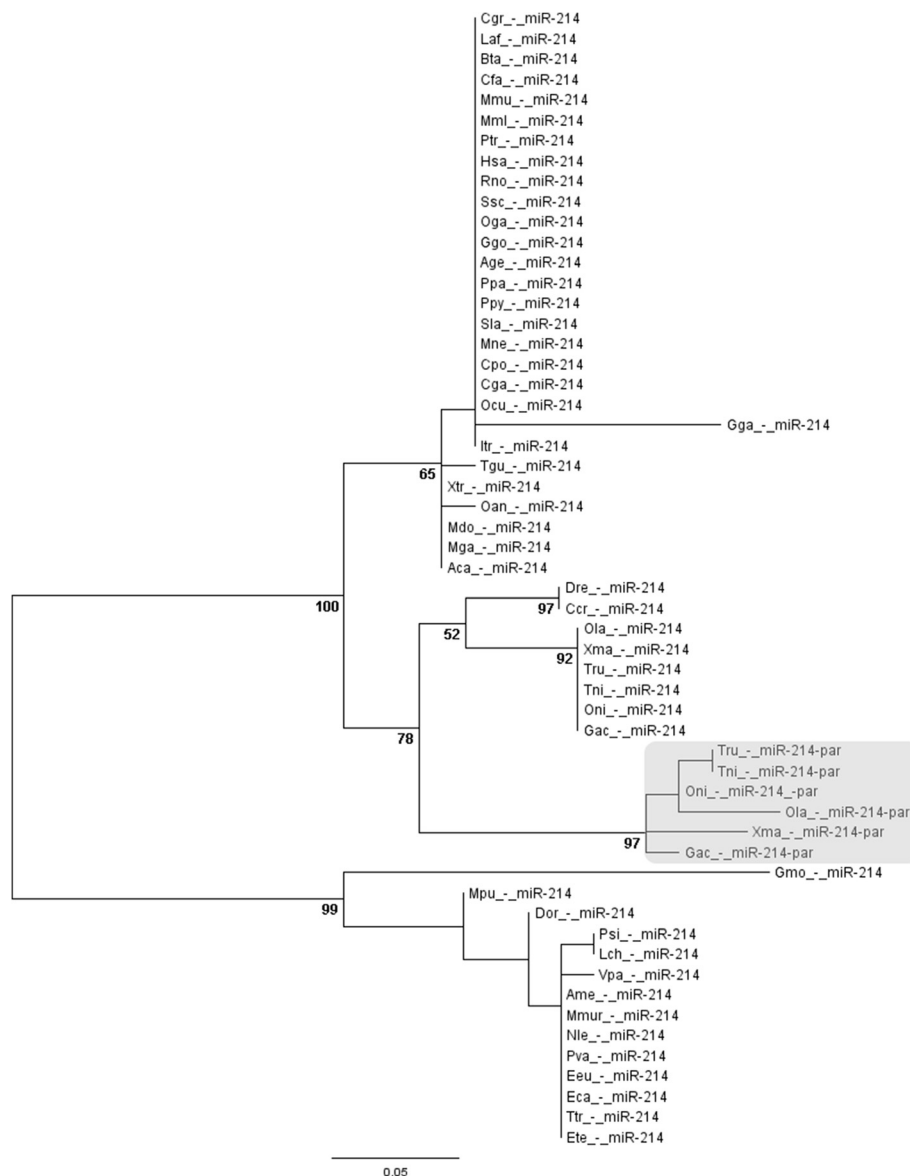 Cgr_-_miR-214
Laf_-_miR-214
Bta_-_miR-214
Cfa_-_miR-214
Mmu_-_miR-214
Mml_-_miR-214
Ptr_-_miR-214
Hsa_-_miR-214
Rno_-_miR-214
Ssc_-_miR-214
Oga_-_miR-214
Ggo_-_miR-214
Age_-_miR-214
Ppa_-_miR-214
Ppy_-_miR-214
Sla_-_miR-214
Mne_-_miR-214
Cpo_-_miR-214
Cga_-_miR-214
Ocu_-_miR-214
Gga_-_miR-214
Itr_-_miR-214
Tgu_-_miR-214
65
Xtr_-_miR-214
Oan_-_miR-214
Mdo_-_miR-214
Mga_-_miR-214
Aca_-_miR-214
Dre_-_miR-214
100
97
Ccr_-_miR-214
Ola_-_miR-214
52
Xma_-_miR-214
92
Tru_-_miR-214
Tni_-_miR-214
Oni_-_miR-214
Gac_-_miR-214
78
Tru_-_miR-214-par
Tni_-_miR-214-par
Oni_-_miR-214_-par
Ola_-_miR-214-par
Xma_-_miR-214-par
97
Gac_-_miR-214-par
Gmo_-_miR-214
Mpu_-_miR-214
99
Dor_-_miR-214
Psi_-_miR-214
Lch_-_miR-214
Vpa_-_miR-214
Ame_-_miR-214
Mmur_-_miR-214
Nle_-_miR-214
Pva_-_miR-214
Eeu_-_miR-214
Eca_-_miR-214
Ttr_-_miR-214
Ete_-_miR-214
0.05